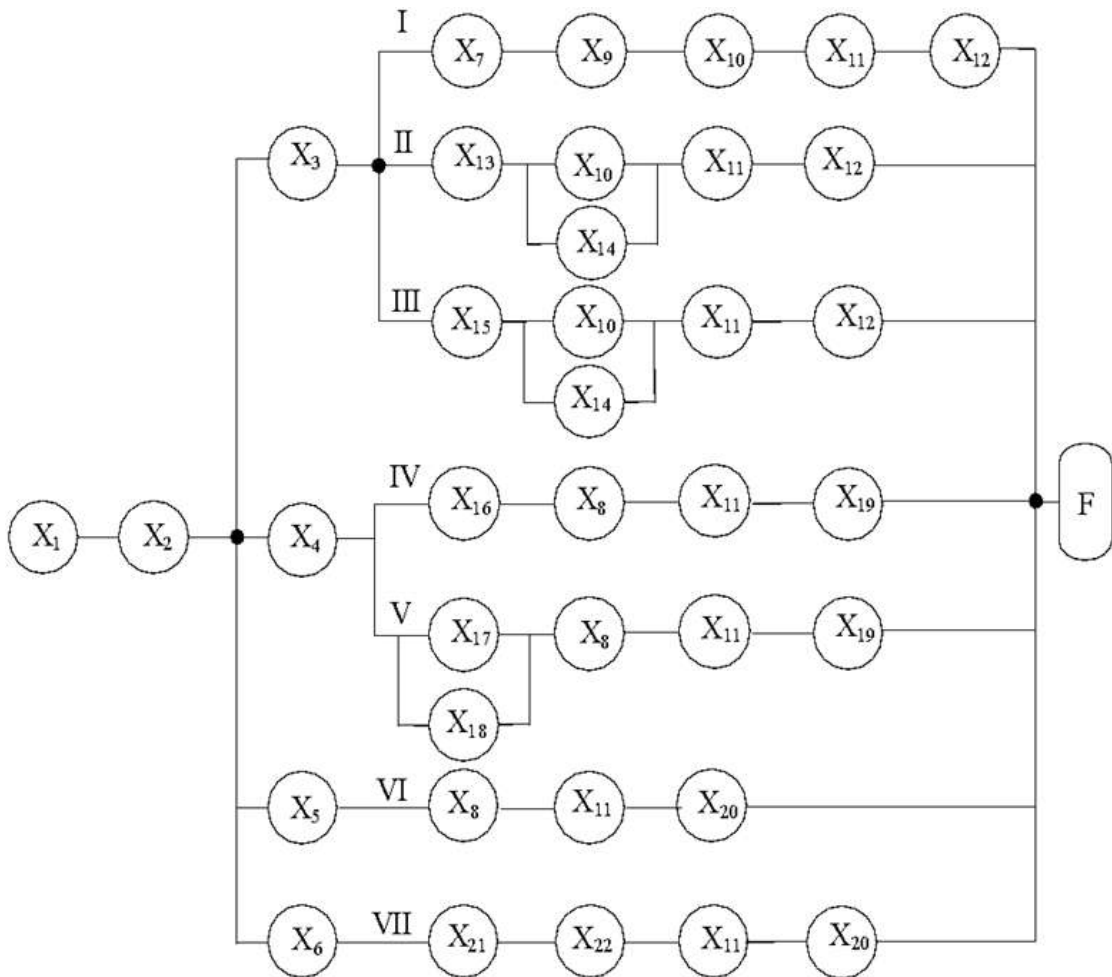 I
X₇ X₉ X₁₀ X₁₁ X₁₂
X₃ II X₁₃ X₁₀ X₁₁ X₁₂
X₁₄
III X₁₅ X₁₀ X₁₁ X₁₂
X₁₄
IV X₁₆ X₈ X₁₁ X₁₉ F
X₁ X₂ X₄
V X₁₇ X₈ X₁₁ X₁₉
X₁₈
X₅ VI X₈ X₁₁ X₂₀
X₆ VII X₂₁ X₂₂ X₁₁ X₂₀